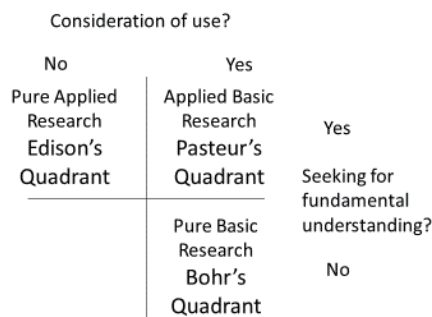 Consideration of use?
No
Yes
Pure Applied
Research
Edison's
Quadrant
Applied Basic
Research
Pasteur's
Quadrant
Yes
Seeking for
fundamental
understanding?
No
Pure Basic
Research
Bohr's
Quadrant